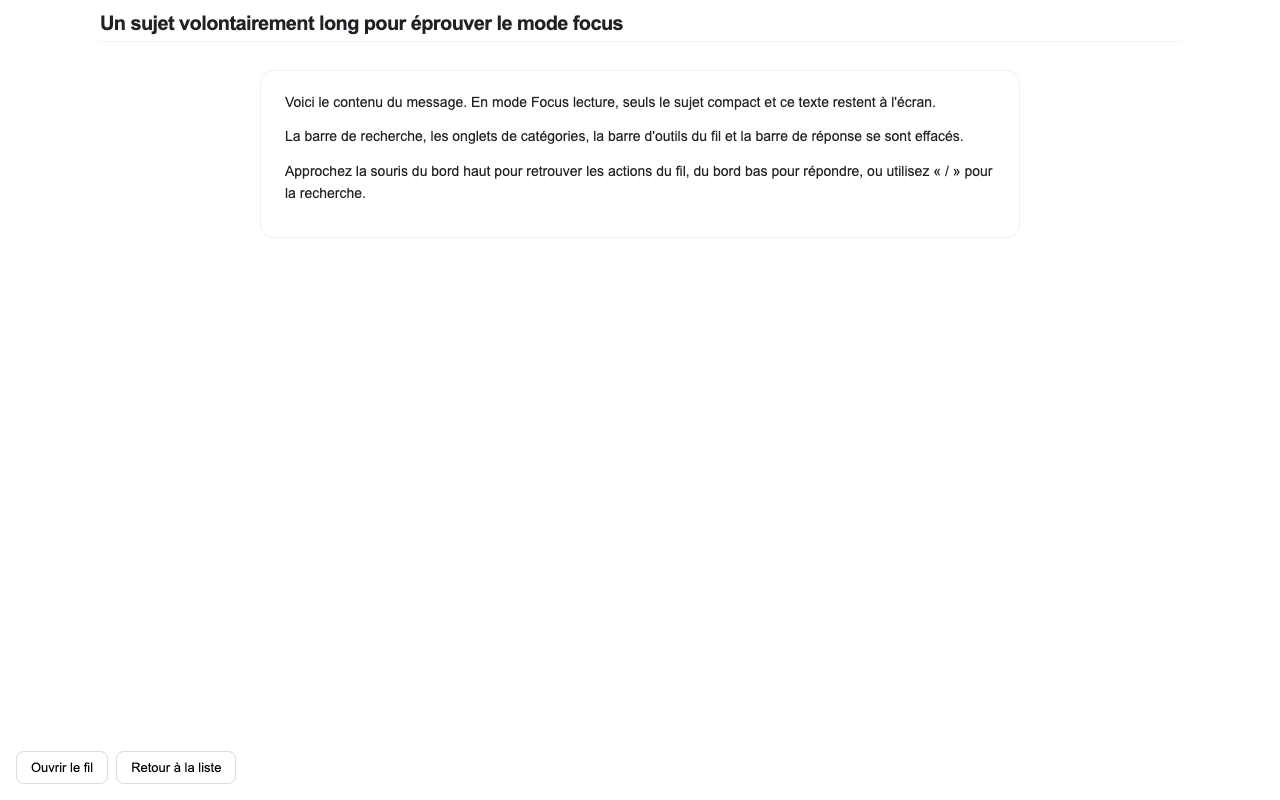 Un sujet volontairement long pour éprouver le mode focus
Voici le contenu du message. En mode Focus lecture, seuls le sujet compact et ce texte restent à l'écran.
La barre de recherche, les onglets de catégories, la barre d'outils du fil et la barre de réponse se sont effacés.
Approchez la souris du bord haut pour retrouver les actions du fil, du bord bas pour répondre, ou utilisez « / » pour
la recherche.
Ouvrir le fil
Retour à la liste